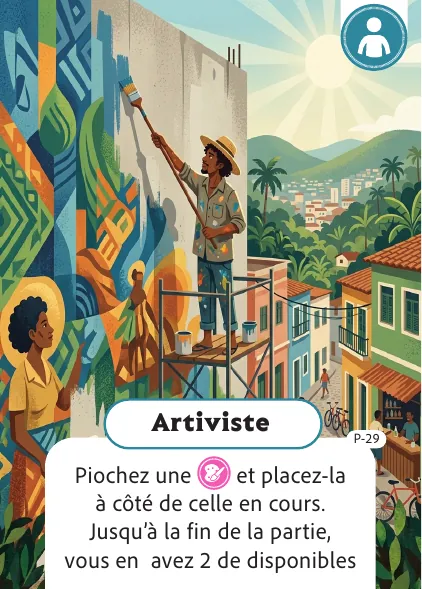 Artiviste
P-29
Piochez une et placez-la
à côté de celle en cours.
Jusqu'à la fin de la partie,
vous en avez 2 de disponibles